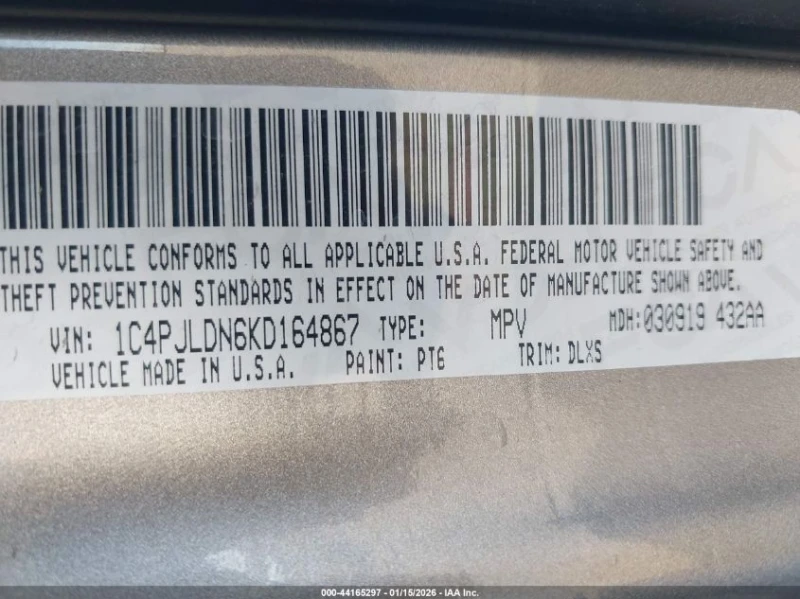 THIS VEHICLE CONFORMS TO ALL APPLICABLE U.S.A. FEDERAL MOTOR VEHICLE SAFETY AND
THEFT PREVENTION STANDARDS IN EFFECT ON THE DATE OF MANUFACTURE SHOWN ABOVE.
VIN: 1C4PJLDN6KD164867 TYPE: MPV MDH:030919 432AA
VEHICLE MADE IN U.S.A. PAINT: PT6 TRIM: DLXS
000-44165297 - 01/15/2026 - IAA Inc.